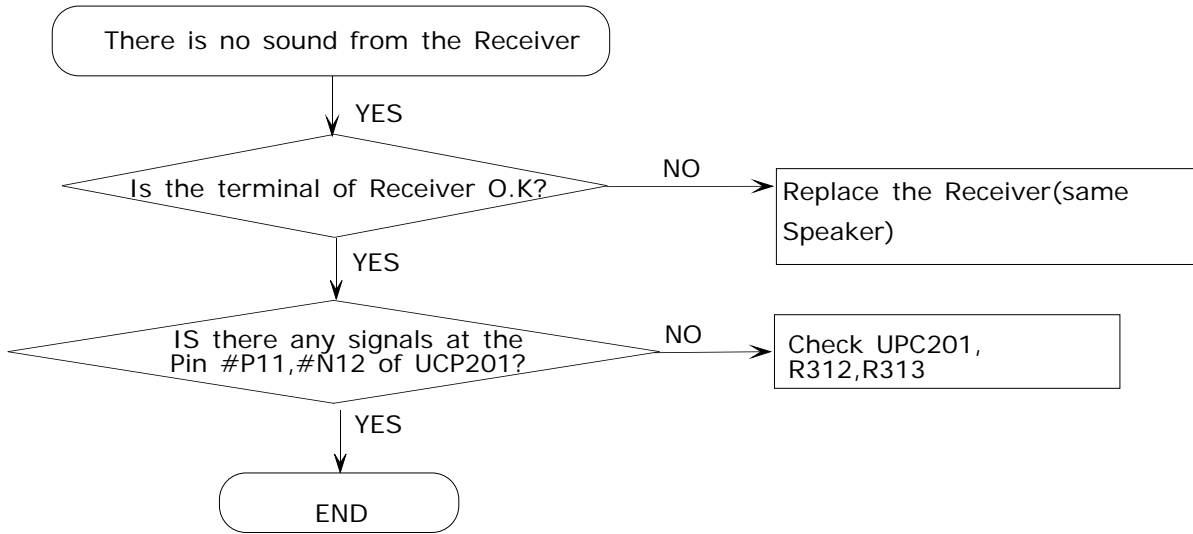 There is no sound from the Receiver
YES
Is the terminal of Receiver O.K?
NO
Replace the Receiver(same
Speaker)
YES
IS there any signals at the
Pin #P11,#N12 of UCP201?
NO
Check UPC201,
R312,R313
YES
END